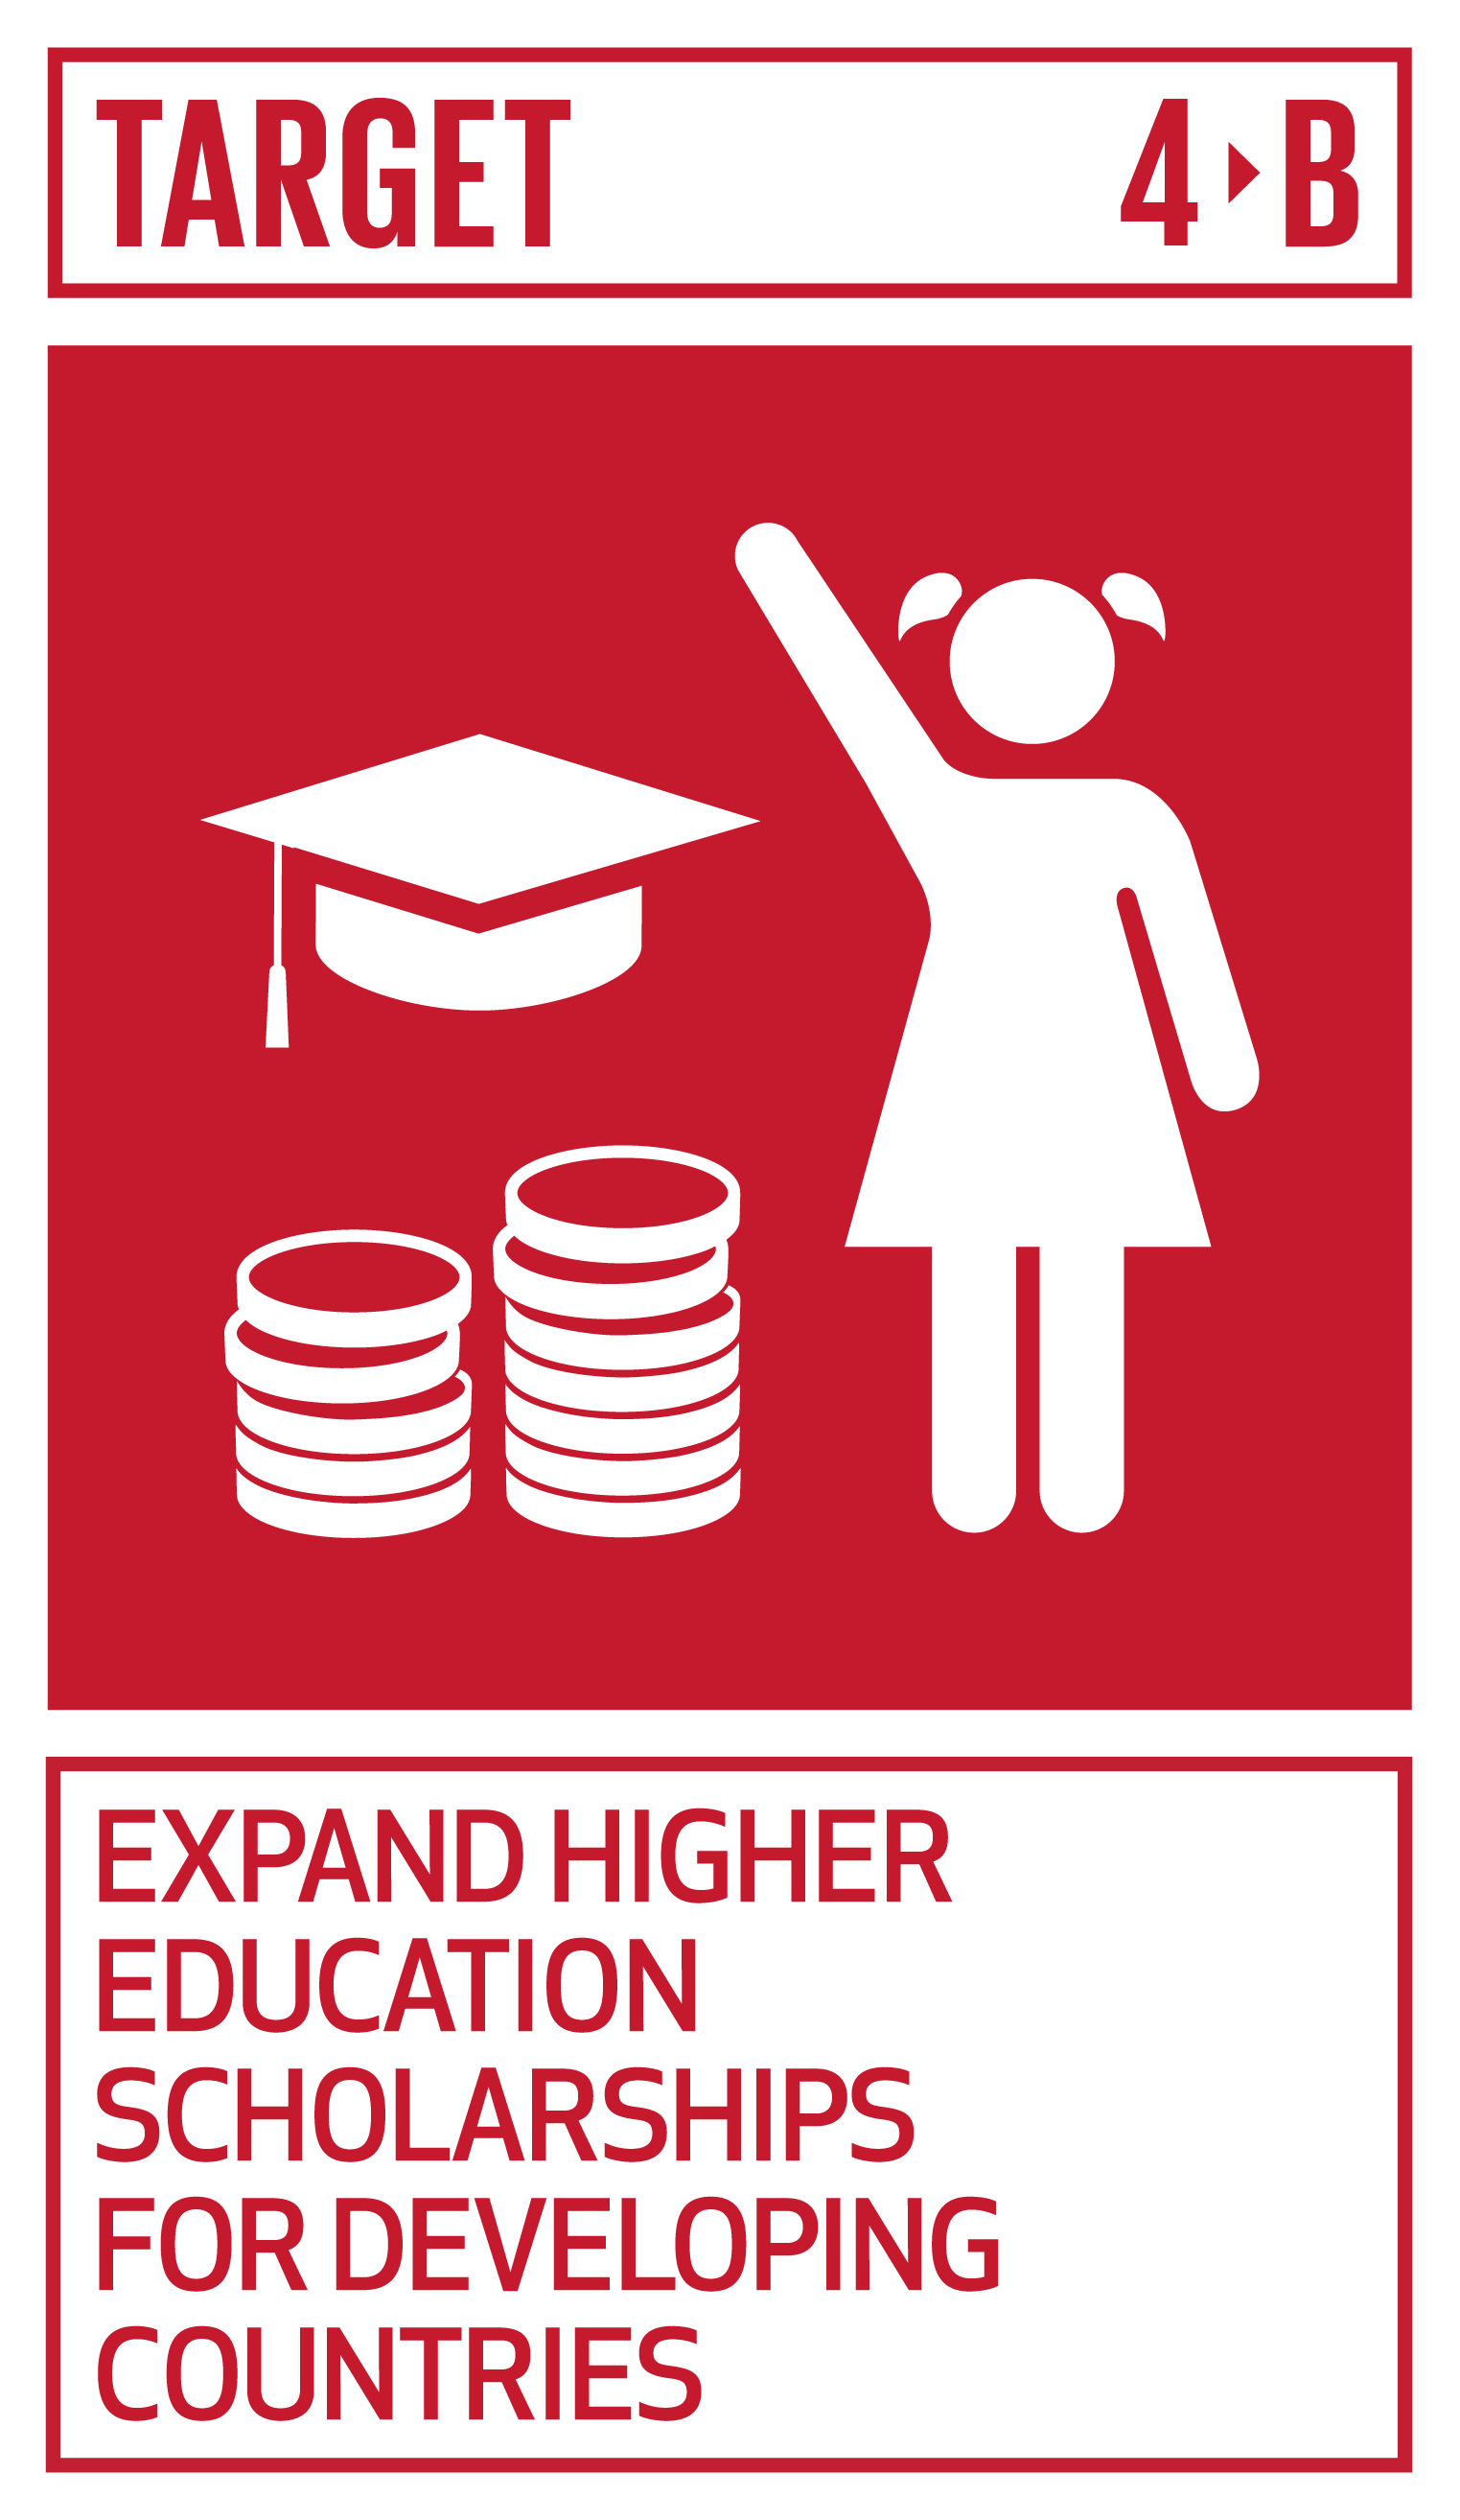 TARGET 4▸B
EXPAND HIGHER
EDUCATION
SCHOLARSHIPS
FOR DEVELOPING
COUNTRIES